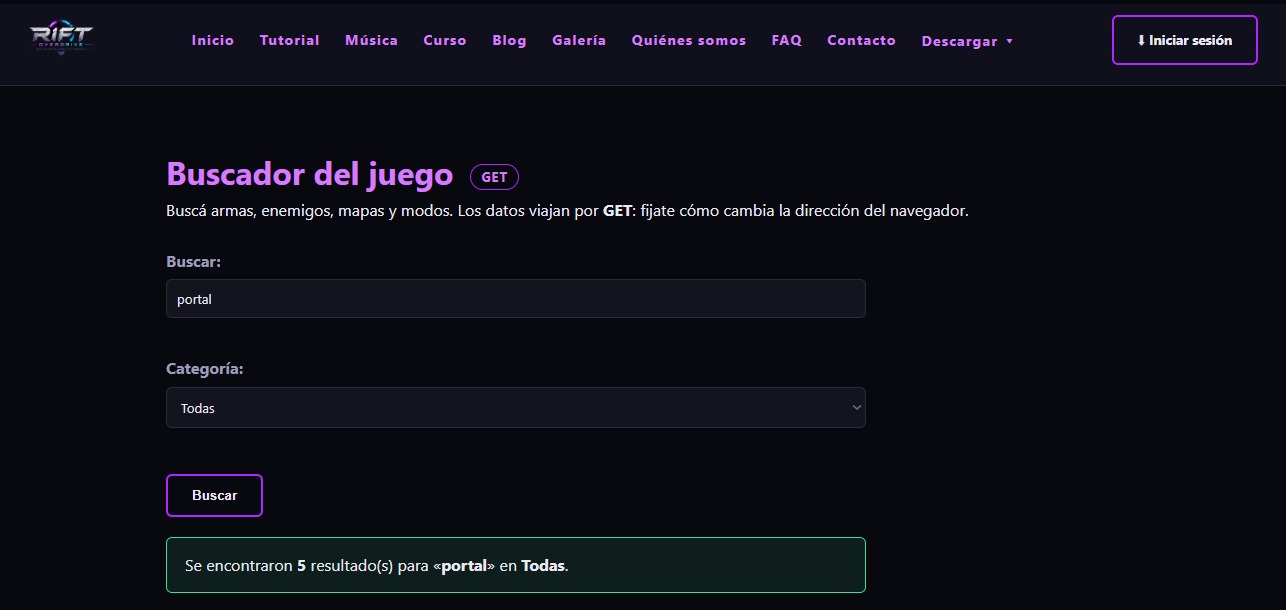 RIFT
OVERDRIVE
Inicio Tutorial Música Curso Blog Galería Quiénes somos FAQ Contacto Descargar ▾
⬇ Iniciar sesión
Buscador del juego GET
Buscá armas, enemigos, mapas y modos. Los datos viajan por GET: fijate cómo cambia la dirección del navegador.
Buscar:
portal
Categoría:
Todas
Buscar
Se encontraron 5 resultado(s) para «portal» en Todas.